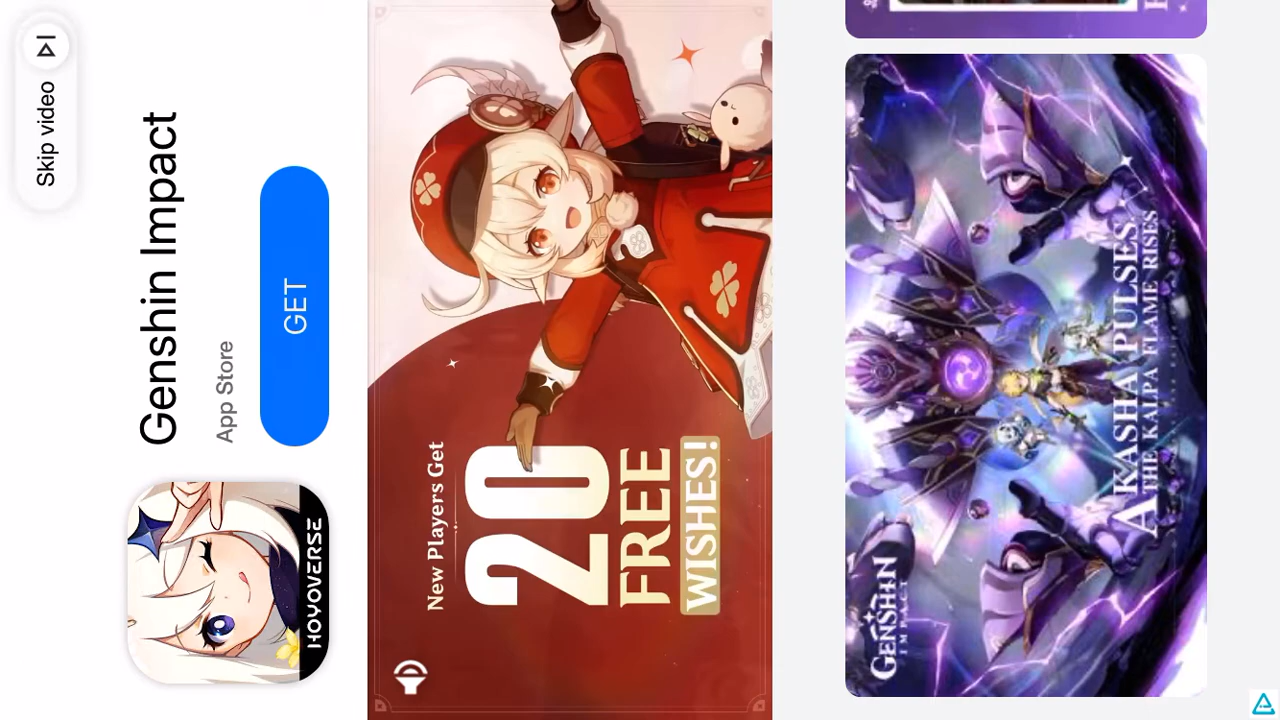 Skip video
Genshin Impact
App Store
GET
HOYOVERSE
New Players Get
20
FREE
WISHES!
GENSHIN
IMPACT
AKASHA PULSES,
THE KALPA FLAME RISES